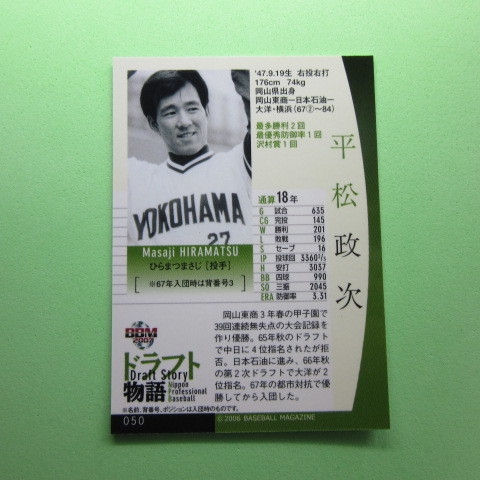 '47.9.19生 右投右打
176cm 74kg
岡山県出身
岡山東商―日本石油―
大洋・横浜(67②~84)
最多勝利2回
最優秀防御率1回
沢村賞1回
平松政次
YOKOHAMA
27
Masaji HIRAMATSU
ひらまつまさじ [投手]
[ ※67年入団時は背番号3 ]
通算18年
G 試合 635
CG 完投 145
W 勝利 201
L 敗戦 196
S セーブ 16
IP 投球回 3360⅓
H 安打 3037
BB 四球 990
SO 三振 2045
ERA 防御率 3.31
岡山東商3年春の甲子園で
39回連続無失点の大会記録を
作り優勝。65年秋のドラフト
で中日に4位指名されたが拒
否。日本石油に進み、66年秋
の第2次ドラフトで大洋が2
位指名。67年の都市対抗で優
勝してから入団した。
BBM
2003
ドラフト
Draft Story
物語
Nippon
Professional
Baseball
※名前、背番号、ポジションは入団時のものです。
050
© 2006 BASEBALL MAGAZINE